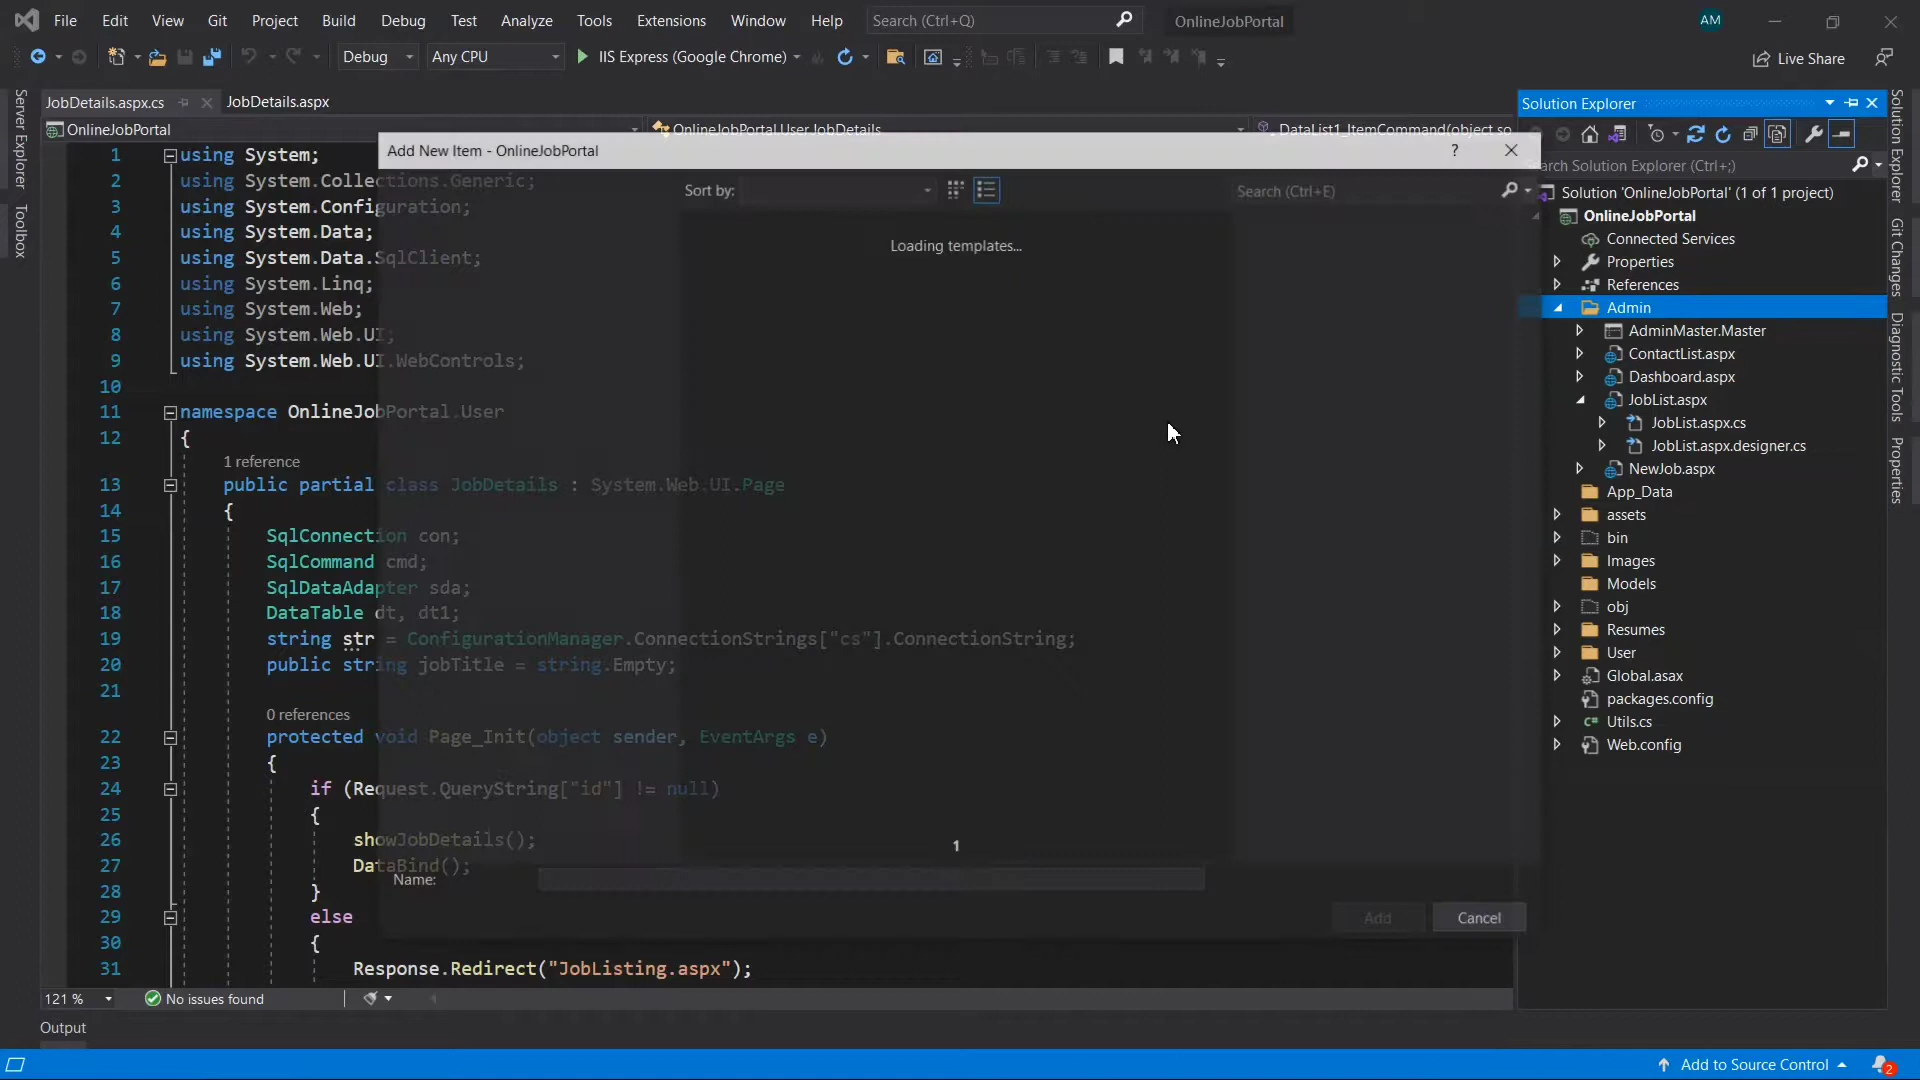 File Edit View Git Project Build Debug Test Analyze Tools Extensions Window Help Search (Ctrl+Q) OnlineJobPortal AM
Debug Any CPU IIS Express (Google Chrome) Live Share
Server Explorer
Toolbox
JobDetails.aspx.cs JobDetails.aspx
OnlineJobPortal OnlineJobPortal.User.JobDetails DataList1_ItemCommand(object so
1 using System;
2 using System.Collections.Generic;
3 using System.Configuration;
4 using System.Data;
5 using System.Data.SqlClient;
6 using System.Linq;
7 using System.Web;
8 using System.Web.UI;
9 using System.Web.UI.WebControls;
10
11 namespace OnlineJobPortal.User
12 {
1 reference
13 public partial class JobDetails : System.Web.UI.Page
14 {
15 SqlConnection con;
16 SqlCommand cmd;
17 SqlDataAdapter sda;
18 DataTable dt, dt1;
19 string str = ConfigurationManager.ConnectionStrings["cs"].ConnectionString;
20 public string jobTitle = string.Empty;
21
0 references
22 protected void Page_Init(object sender, EventArgs e)
23 {
24 if (Request.QueryString["id"] != null)
25 {
26 showJobDetails();
27 DataBind();
28 }
29 else
30 {
31 Response.Redirect("JobListing.aspx");
Add New Item - OnlineJobPortal ?
Sort by: Search (Ctrl+E)
Loading templates...
1
Name:
Add Cancel
Solution Explorer
Search Solution Explorer (Ctrl+;)
Solution 'OnlineJobPortal' (1 of 1 project)
OnlineJobPortal
Connected Services
Properties
References
Admin
AdminMaster.Master
ContactList.aspx
Dashboard.aspx
JobList.aspx
JobList.aspx.cs
JobList.aspx.designer.cs
NewJob.aspx
App_Data
assets
bin
Images
Models
obj
Resumes
User
Global.asax
packages.config
C# Utils.cs
Web.config
Solution Explorer
Git Changes
Diagnostic Tools
Properties
121 % No issues found
Output
Add to Source Control 2